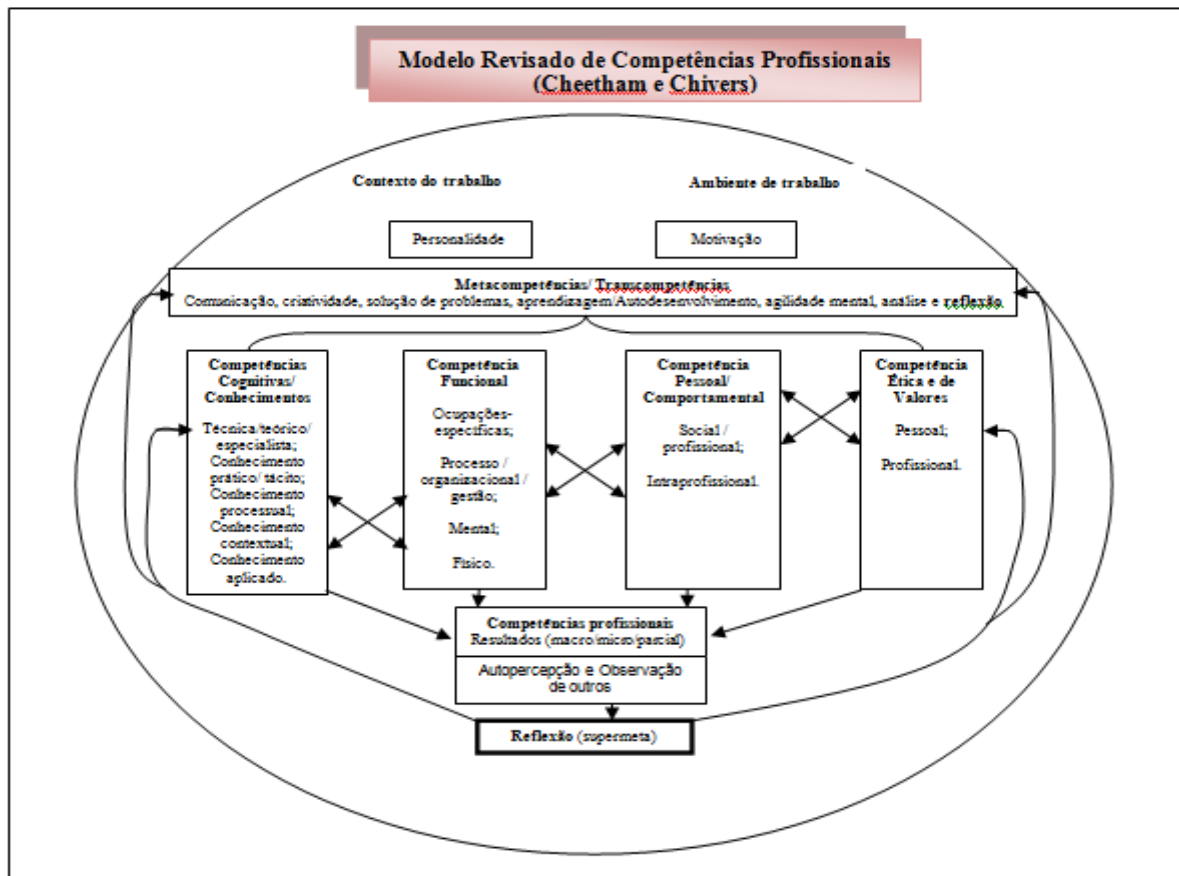 Modelo Revisado de Competências Profissionais
(Cheetham e Chivers)
Contexto do trabalho
Ambiente de trabalho
Personalidade
Motivação
Metacompetências/ Transcompetências
Comunicação, criatividade, solução de problemas, aprendizagem/Autodesenvolvimento, agilidade mental, análise e reflexão
Competências
Cognitivas/
Conhecimentos
Técnica/teórico/
especialista;
Conhecimento
prático/ tácito;
Conhecimento
processual;
Conhecimento
contextual;
Conhecimento
aplicado.
Competência
Funcional
Ocupações-
específicas;
Processo /
organizacional /
gestão;
Mental;
Físico.
Competência
Pessoal/
Comportamental
Social /
profissional;
Intraprofissional.
Competência
Ética e de
Valores
Pessoal;
Profissional.
Competências profissionais
Resultados (macro/micro/parcial)
Autopercepção e Observação
de outros
Reflexão (supermeta)